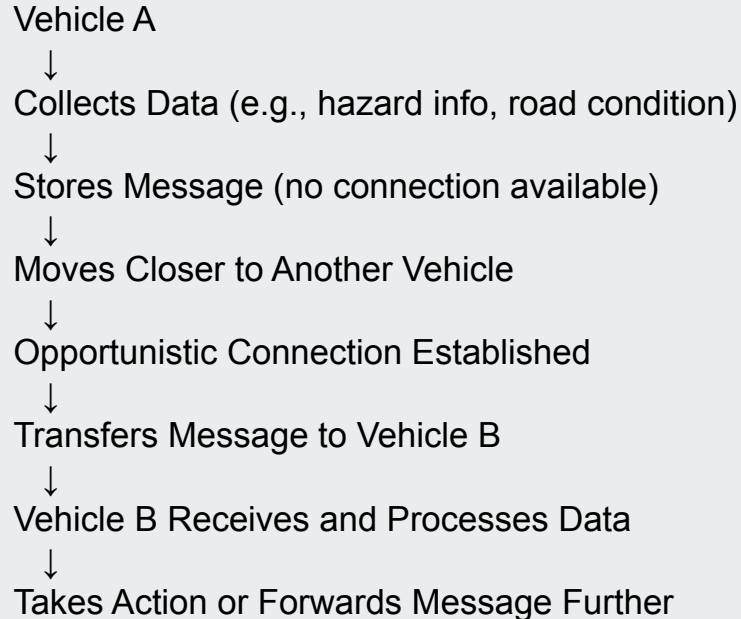 Vehicle A
↓
Collects Data (e.g., hazard info, road condition)
↓
Stores Message (no connection available)
↓
Moves Closer to Another Vehicle
↓
Opportunistic Connection Established
↓
Transfers Message to Vehicle B
↓
Vehicle B Receives and Processes Data
↓
Takes Action or Forwards Message Further